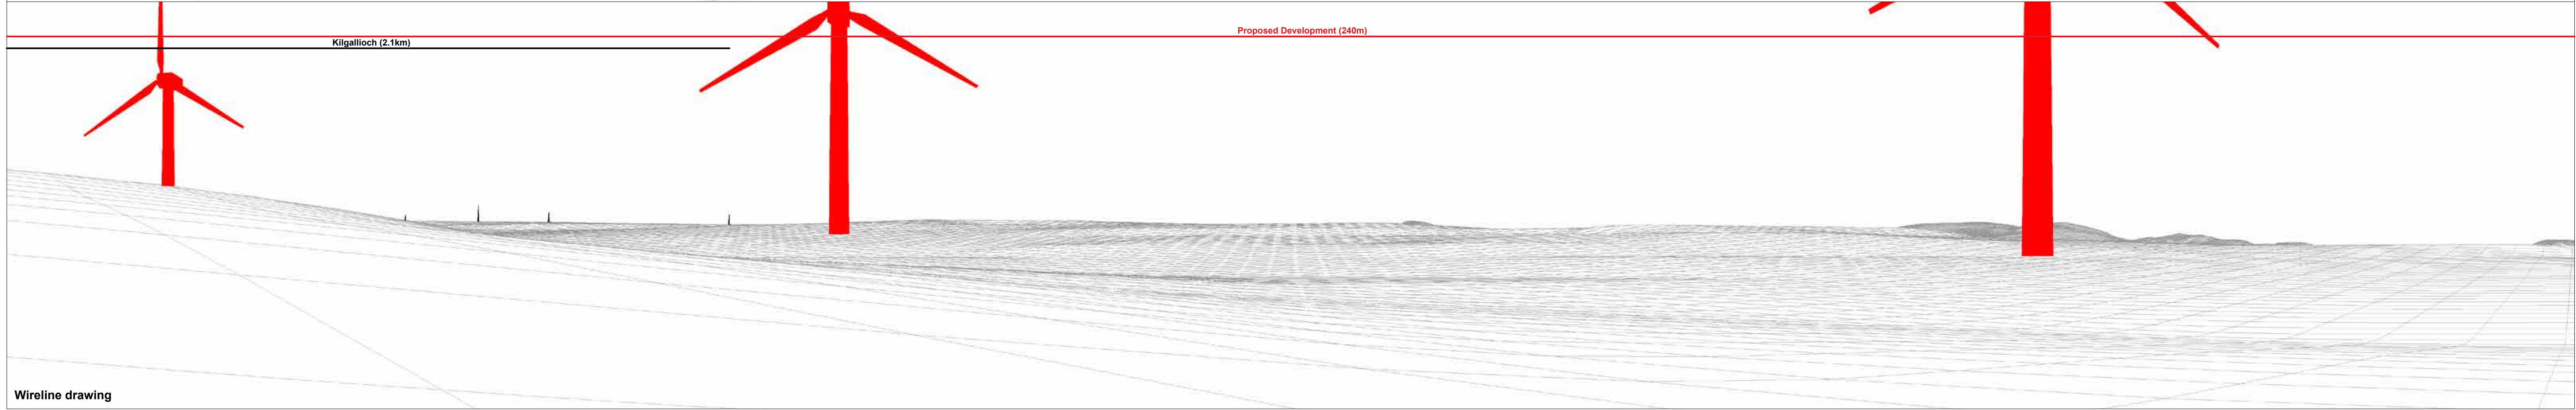 Proposed Development (240m)
Kilgallioch (2.1km)
Wireline drawing